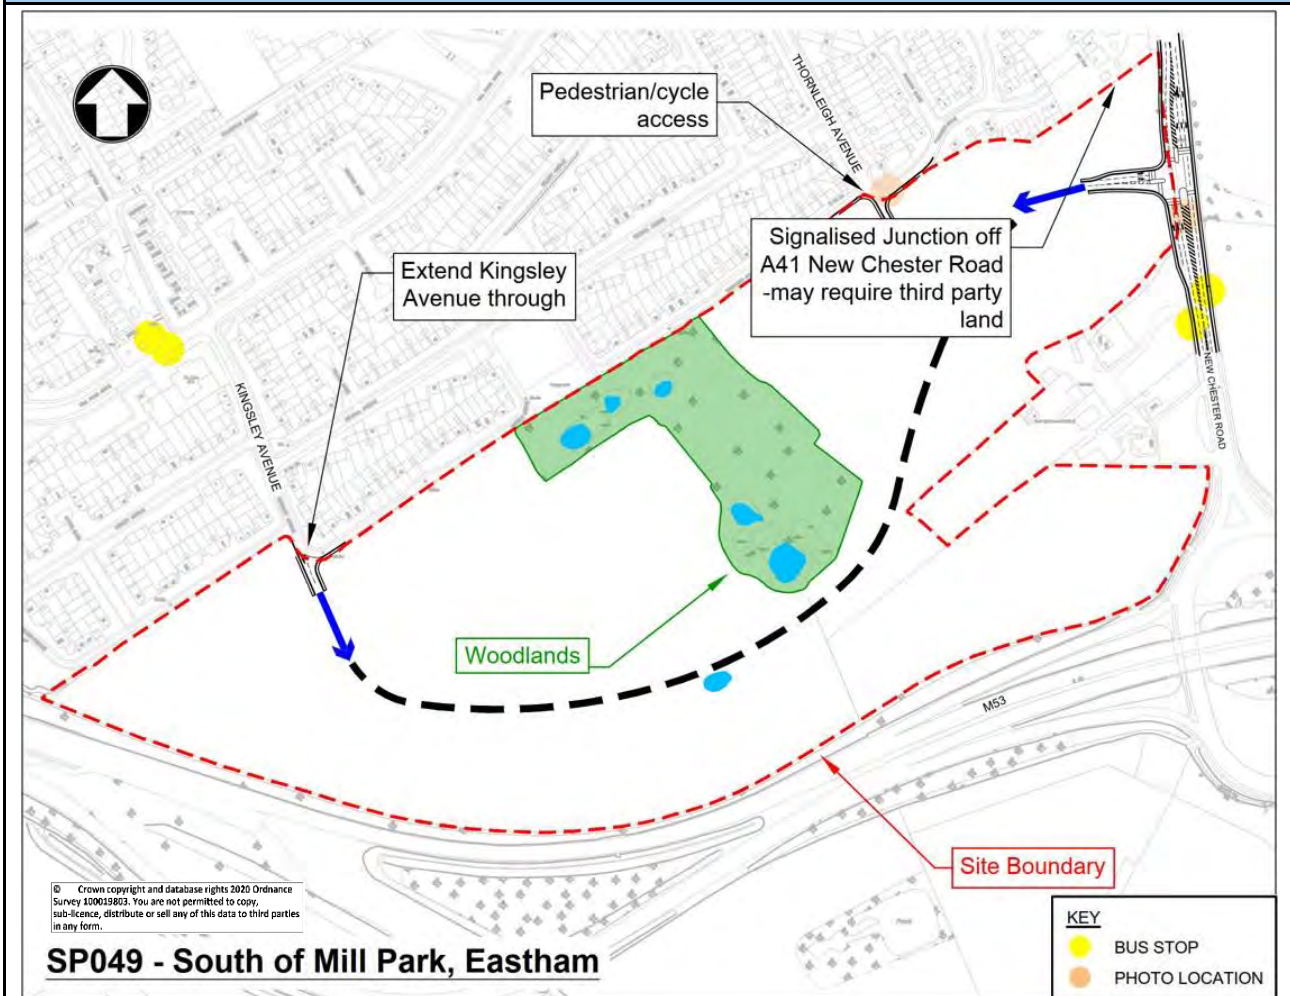 Pedestrian/cycle
access
THORNLEIGH AVENUE
Signalised Junction off
A41 New Chester Road
-may require third party
land
Extend Kingsley
Avenue through
KINGSLEY AVENUE
NEW CHESTER ROAD
Woodlands
M53
Site Boundary
© Crown copyright and database rights 2020 Ordnance
Survey 100019803. You are not permitted to copy,
sub-licence, distribute or sell any of this data to third parties
in any form.
SP049 - South of Mill Park, Eastham
KEY
BUS STOP
PHOTO LOCATION